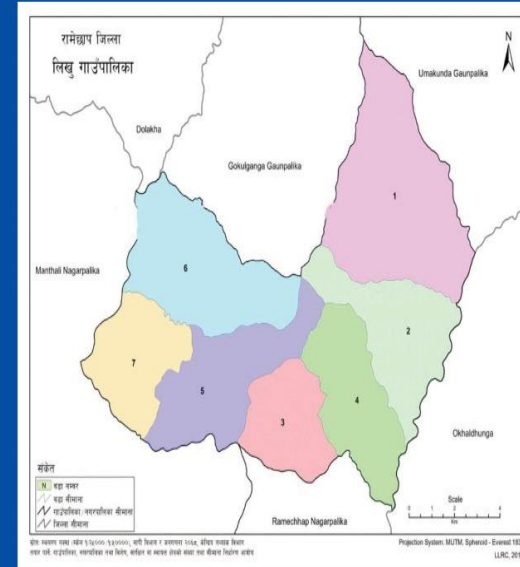 रामेछाप जिल्ला
लिखु गाउँपालिका
N
Umakunda Gaunpalika
Dolakha
Gokulganga Gaunpalika
1
Manthali Nagarpalika
6
2
7
5
4
3
Okhaldhunga
संकेत
N वडा नम्बर
वडा सीमाना
गाउँपालिका/नगरपालिका सीमाना
जिल्ला सीमाना
Ramechhap Nagarpalika
Scale
Projection System: MUTM, Spheroid - Everest
LLRC,